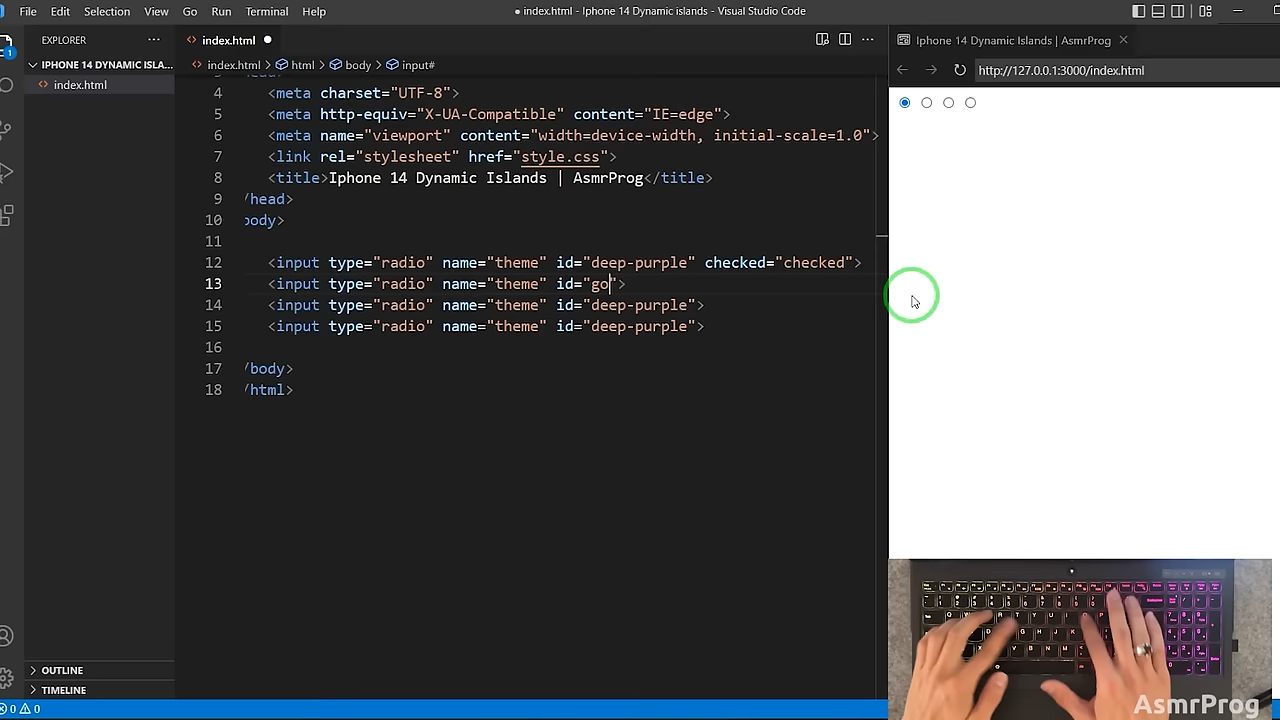 File Edit Selection View Go Run Terminal Help
● index.html - Iphone 14 Dynamic islands - Visual Studio Code
EXPLORER ···
IPHONE 14 DYNAMIC ISLA...
<> index.html
1
OUTLINE
TIMELINE
0 0
<> index.html ●
<> index.html > html > body > input#
4 <meta charset="UTF-8">
5 <meta http-equiv="X-UA-Compatible" content="IE=edge">
6 <meta name="viewport" content="width=device-width, initial-scale=1.0">
7 <link rel="stylesheet" href="style.css">
8 <title>Iphone 14 Dynamic Islands | AsmrProg</title>
9 /head>
10 body>
11
12 <input type="radio" name="theme" id="deep-purple" checked="checked">
13 <input type="radio" name="theme" id="go">
14 <input type="radio" name="theme" id="deep-purple">
15 <input type="radio" name="theme" id="deep-purple">
16
17 /body>
18 /html>
Iphone 14 Dynamic Islands | AsmrProg
http://127.0.0.1:3000/index.html
AsmrProg